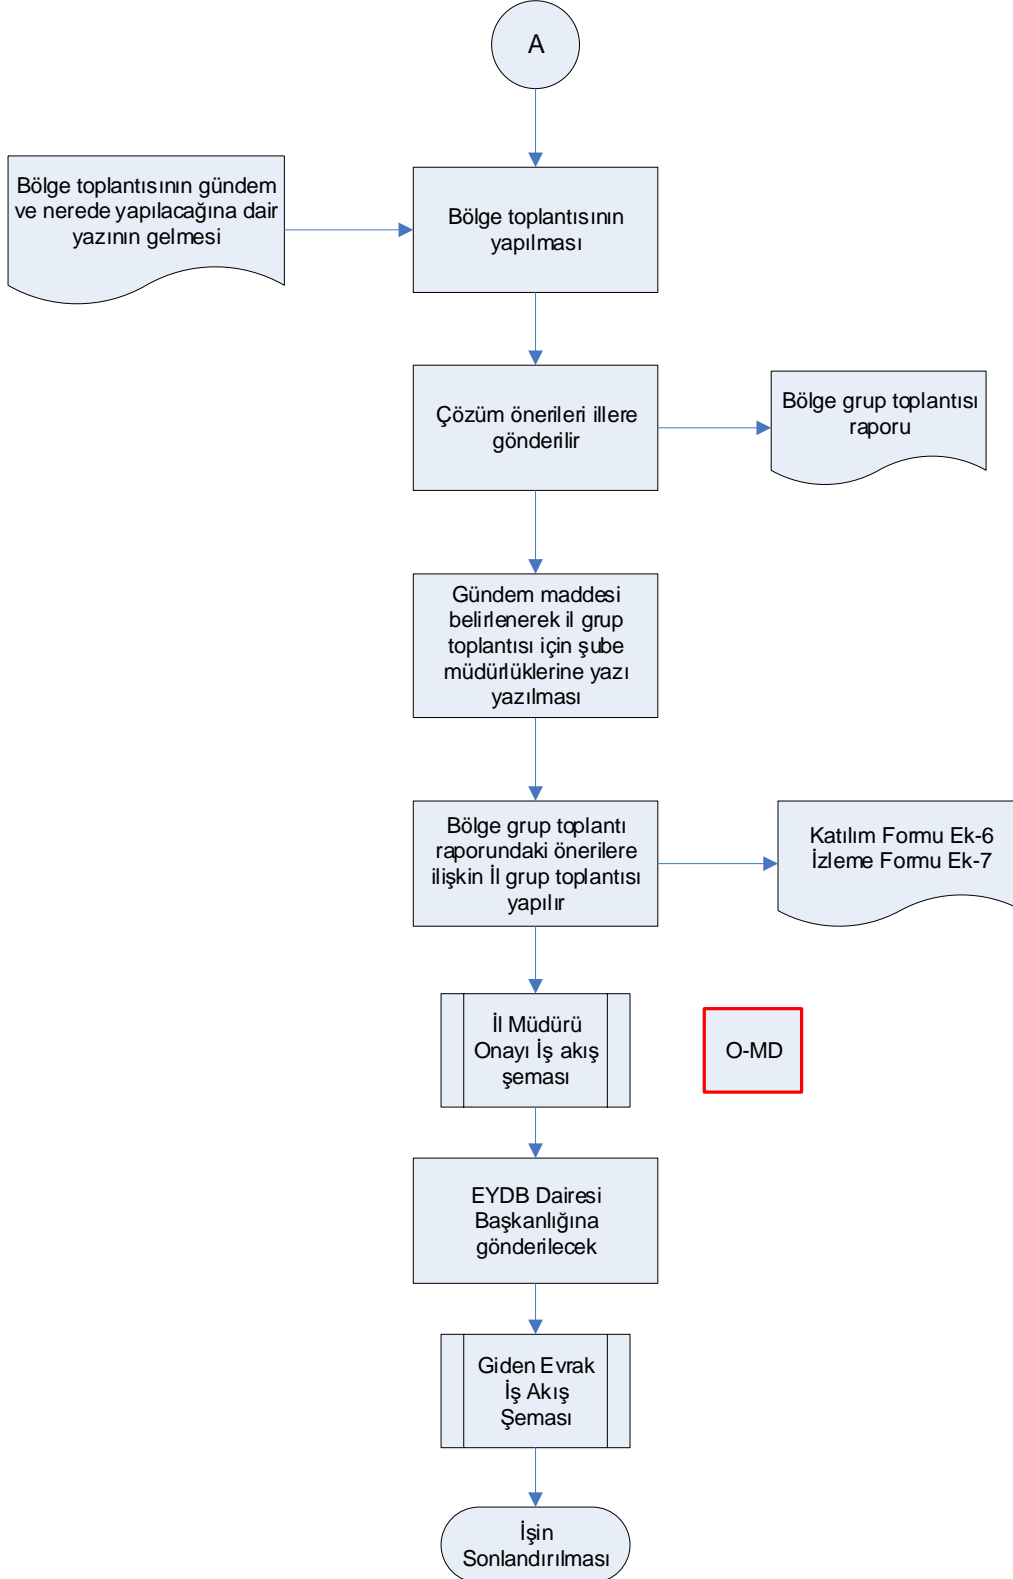 A
Bölge toplantısının gündem
ve nerede yapılacağına dair
yazının gelmesi
Bölge toplantısının
yapılması
Çözüm önerileri illere
gönderilir
Bölge grup toplantısı
raporu
Gündem maddesi
belirlenerek il grup
toplantısı için şube
müdürlüklerine yazı
yazılması
Bölge grup toplantı
raporundaki önerilere
ilişkin İl grup toplantısı
yapılır
Katılım Formu Ek-6
İzleme Formu Ek-7
İl Müdürü
Onayı İş akış
şeması
O-MD
EYDB Dairesi
Başkanlığına
gönderilecek
Giden Evrak
İş Akış
Şeması
İşin
Sonlandırılması